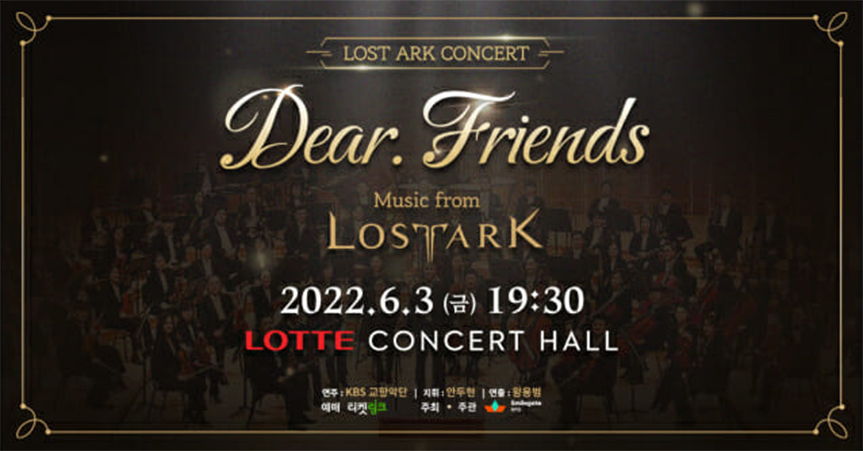 LOST ARK CONCERT
Dear. Friends
Music from
LOSTARK
2022.6.3 (금) 19:30
LOTTE CONCERT HALL
연주 : KBS 교향악단 | 지휘 : 안두현 | 연출 : 왕용범
예매 티켓링크 주최 • 주관 Smilegate RPG